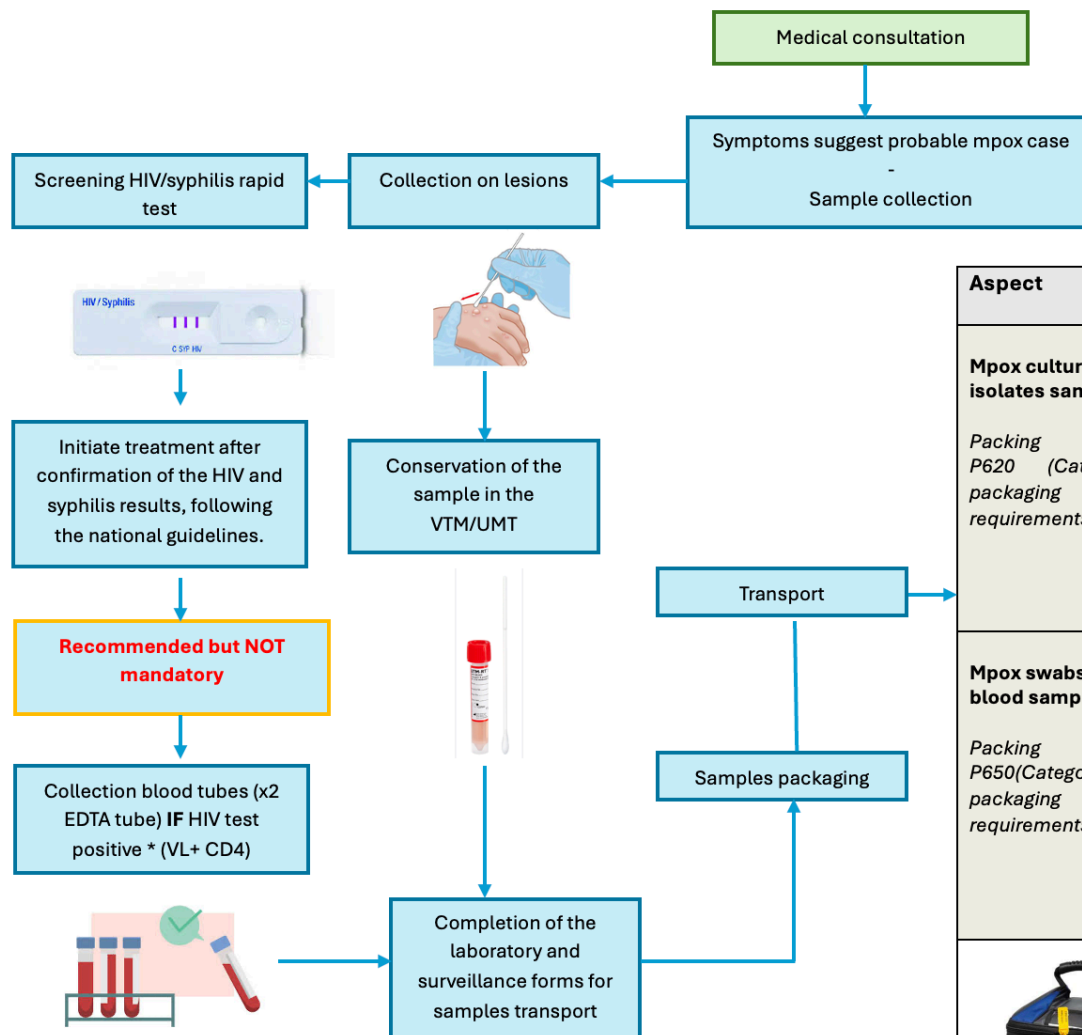 Medical consultation
Symptoms suggest probable mpox case
-
Sample collection
Collection on lesions
Screening HIV/syphilis rapid
test
HIV/Syphilis
C SYP HIV
Initiate treatment after
confirmation of the HIV and
syphilis results, following
the national guidelines.
Recommended but NOT
mandatory
Collection blood tubes (x2
EDTA tube) IF HIV test
positive * (VL+ CD4)
Conservation of the
sample in the
VTM/UMT
Completion of the
laboratory and
surveillance forms for
samples transport
Samples packaging
Transport
Aspect
Mpox cultur
isolates san
Packing
P620 (Cat
packaging
requirement
Mpox swabs
blood samp
Packing
P650(Catego
packaging
requirement